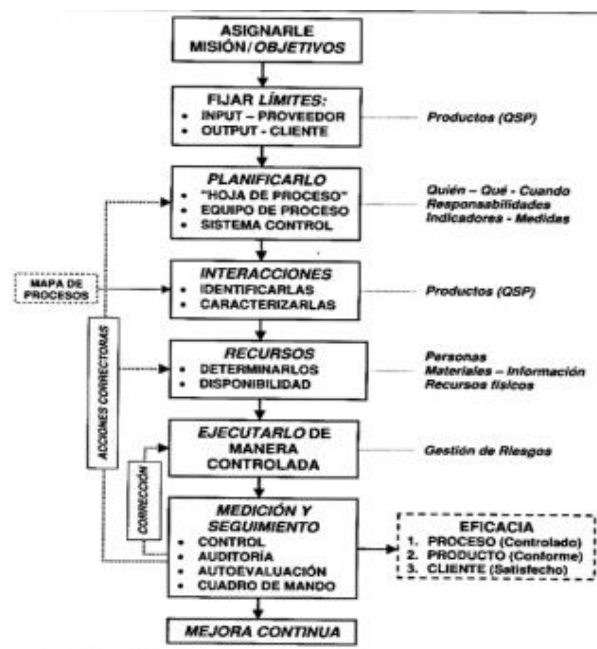 ASIGNARLE
MISIÓN/OBJETIVOS
FIJAR LÍMITES:
• INPUT – PROVEEDOR
• OUTPUT - CLIENTE
Productos (QSP)
PLANIFICARLO
• "HOJA DE PROCESO"
• EQUIPO DE PROCESO
• SISTEMA CONTROL
Quién – Qué - Cuando
Responsabilidades
Indicadores - Medidas
MAPA DE
PROCESOS
INTERACCIONES
• IDENTIFICARLAS
• CARACTERIZARLAS
Productos (QSP)
ACCIONES CORRECTORAS
RECURSOS
• DETERMINARLOS
• DISPONIBILIDAD
Personas
Materiales – Información
Recursos físicos
EJECUTARLO DE
MANERA
CONTROLADA
Gestión de Riesgos
CORRECCIÓN
MEDICIÓN Y
SEGUIMIENTO
• CONTROL
• AUDITORÍA
• AUTOEVALUACIÓN
• CUADRO DE MANDO
EFICACIA
1. PROCESO (Controlado)
2. PRODUCTO (Conforme)
3. CLIENTE (Satisfecho)
MEJORA CONTINUA